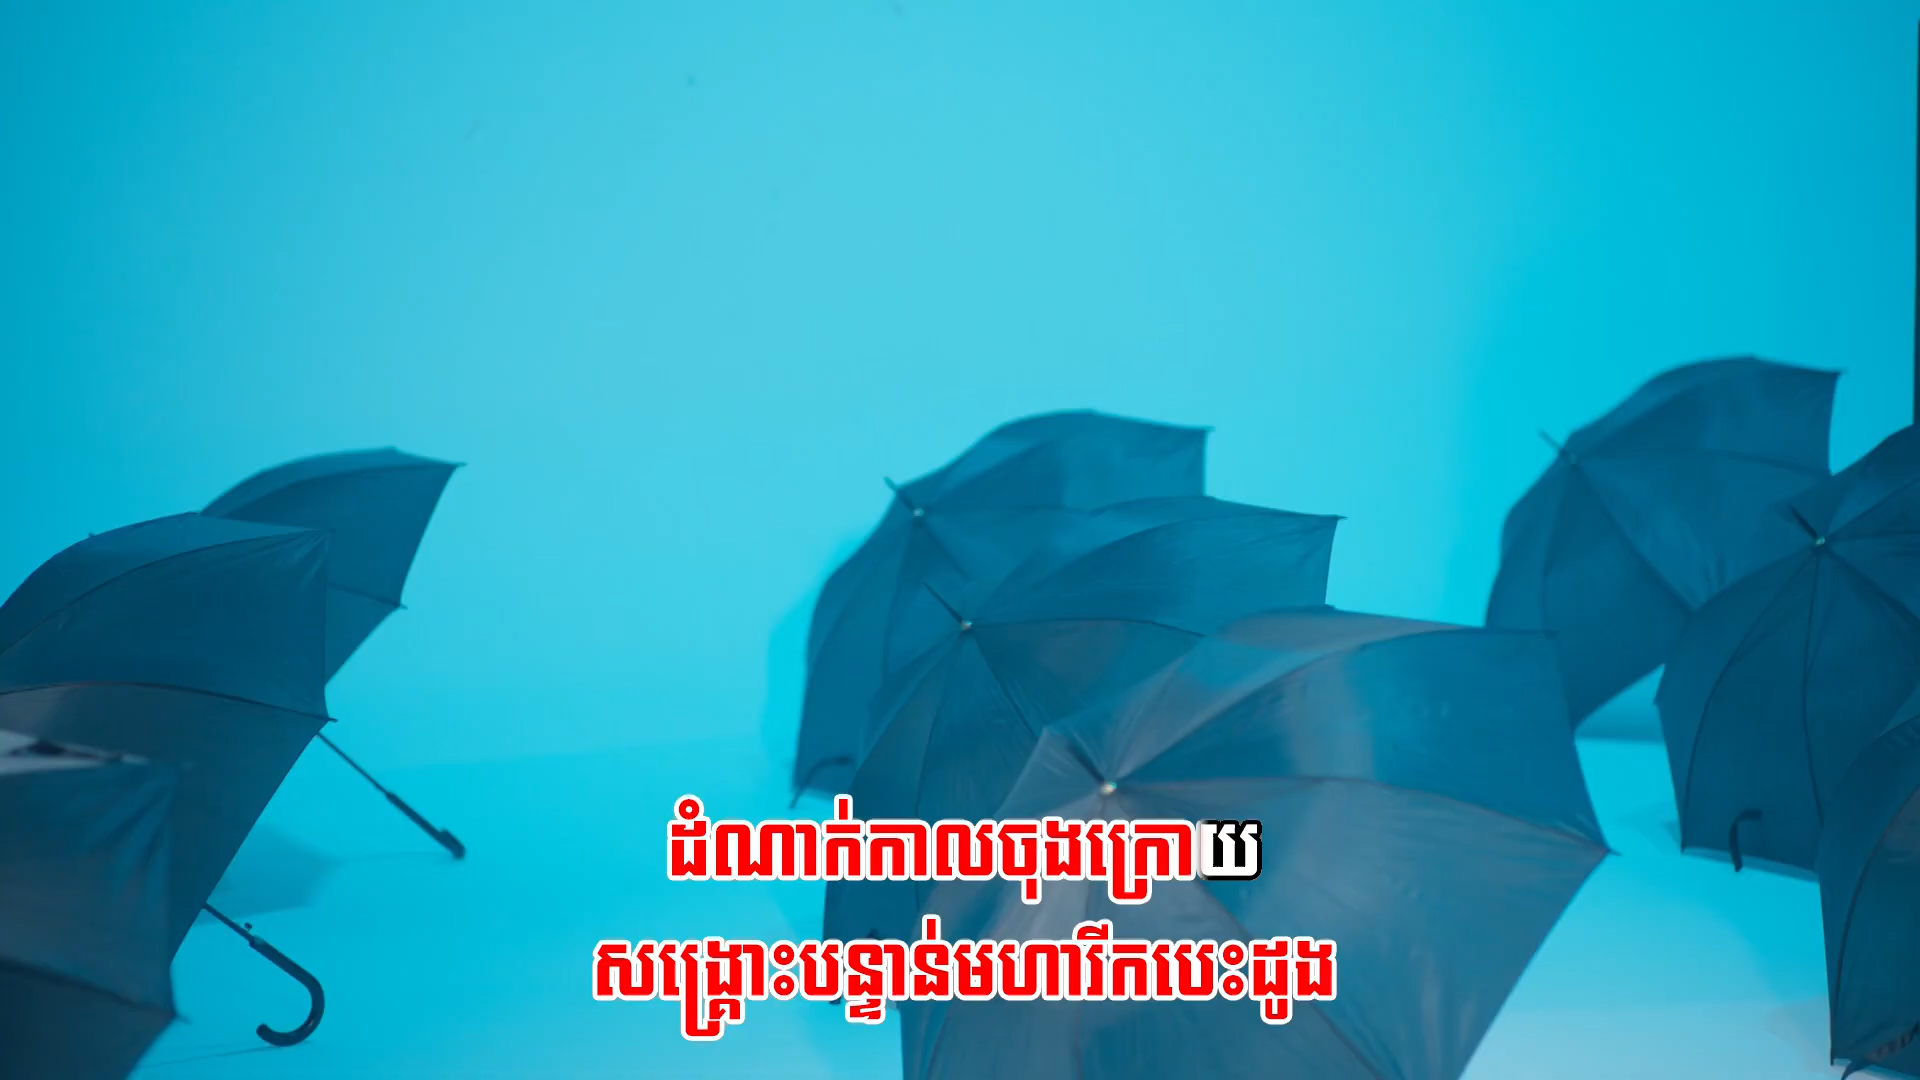 ដំណាក់កាលចុងក្រោយ
សង្គ្រោះបន្ទាន់មហារីកបេះដូង